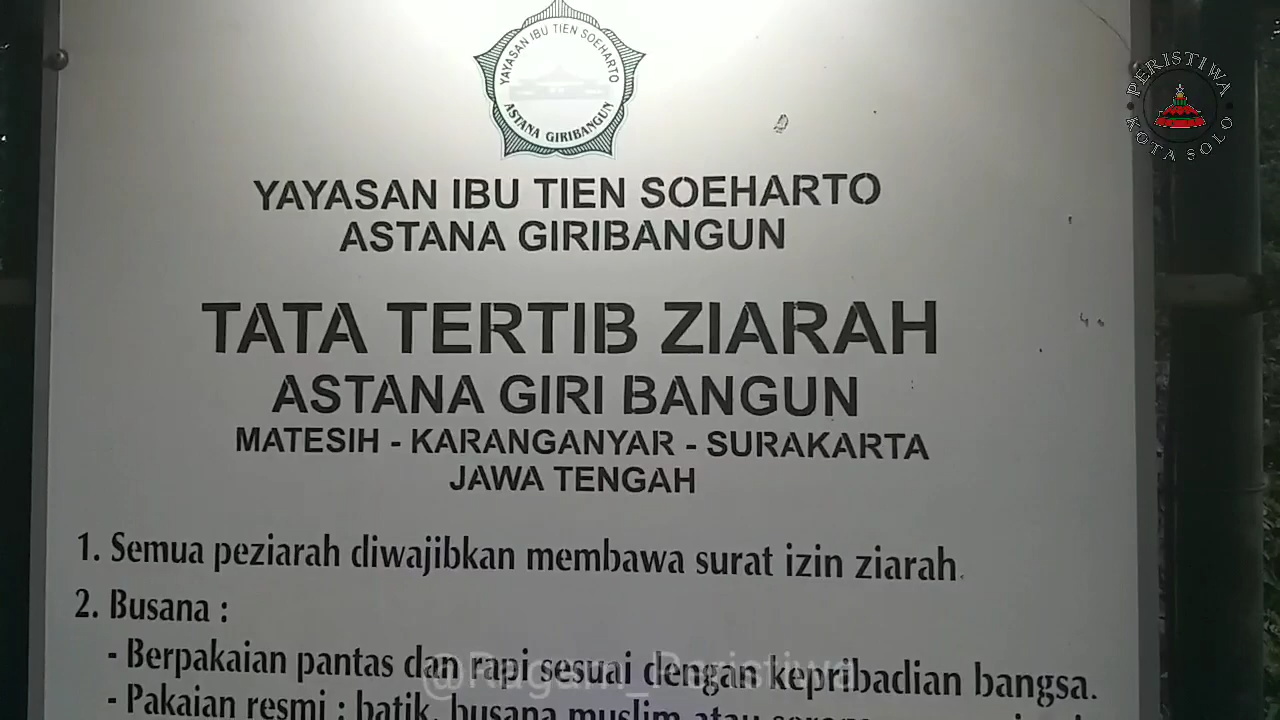 YAYASAN IBU TIEN SOEHARTO
ASTANA GIRIBANGUN
PERISTIWA
KOTA SOLO
YAYASAN IBU TIEN SOEHARTO
ASTANA GIRIBANGUN
TATA TERTIB ZIARAH
ASTANA GIRI BANGUN
MATESIH - KARANGANYAR - SURAKARTA
JAWA TENGAH
1. Semua peziarah diwajibkan membawa surat izin ziarah.
2. Busana :
- Berpakaian pantas dan rapi sesuai dengan kepribadian bangsa.
@Ragam_Peristiwa
- Pakaian resmi : batik, busana muslim atau